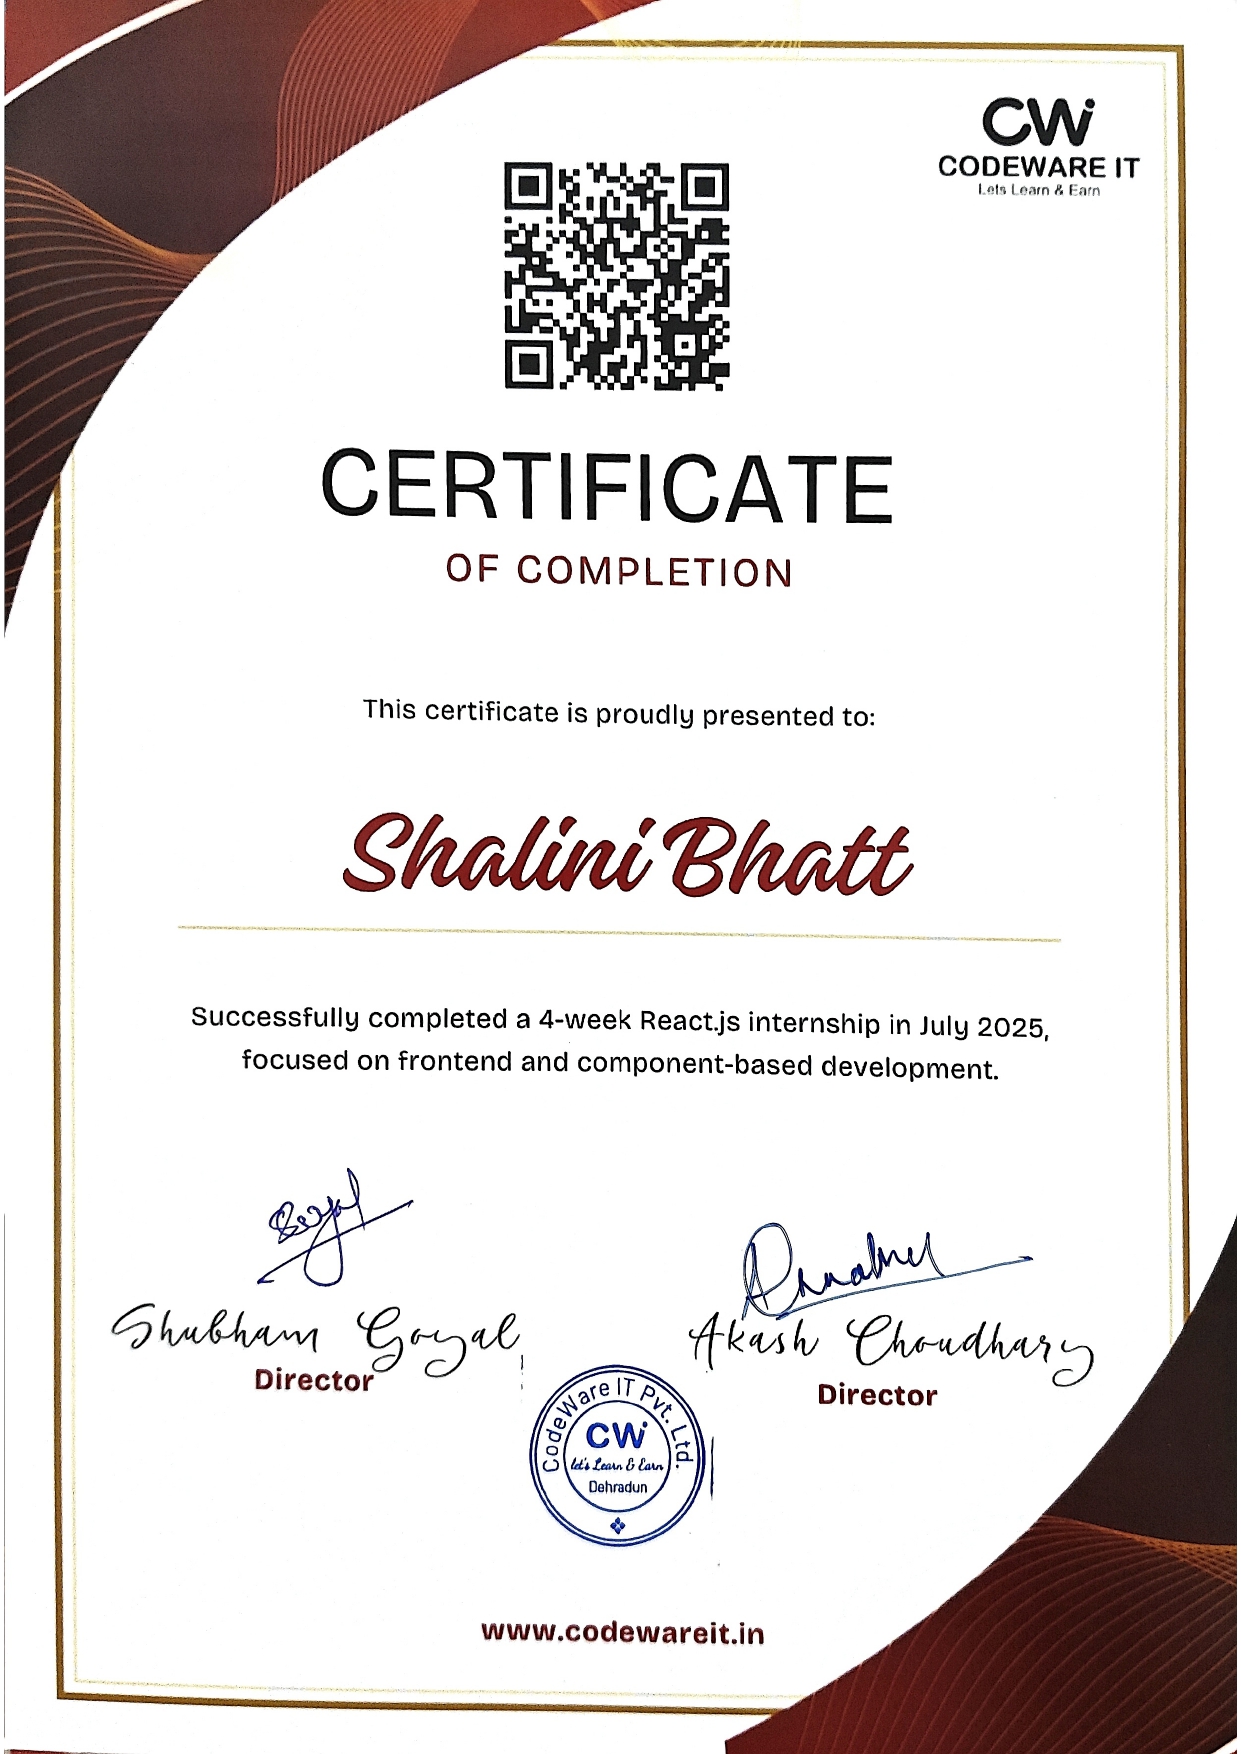 CWi
CODEWARE IT
Lets Learn & Earn
CERTIFICATE
OF COMPLETION
This certificate is proudly presented to:
Shalini Bhatt
Successfully completed a 4-week React.js internship in July 2025,
focused on frontend and component-based development.
Shubham Goyal
Director
Akash Choudhary
Director
CodeWare IT Pvt. Ltd.
CWi
let's Learn & Earn
Dehradun
www.codewareit.in